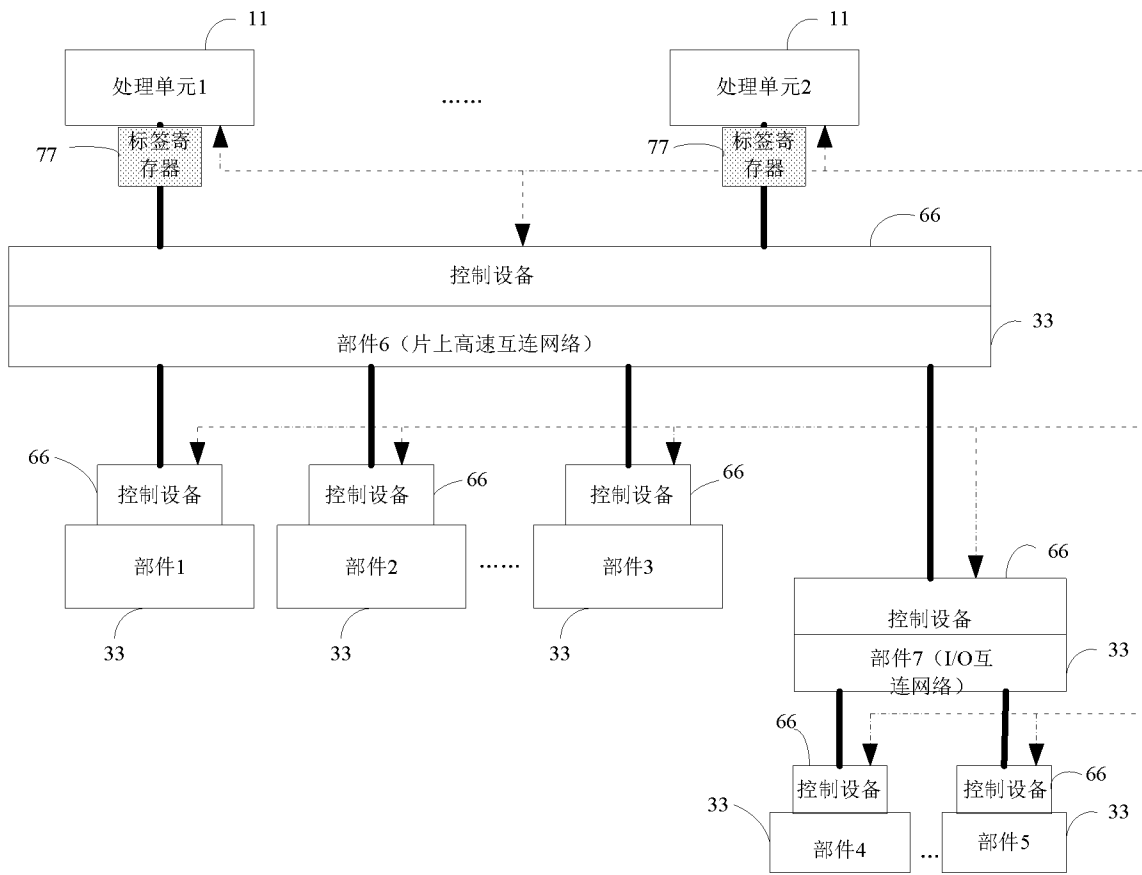 11
11
处理单元1
处理单元2
……
77
标签寄
存器
77
标签寄
存器
66
控制设备
33
部件6（片上高速互连网络）
66
控制设备
控制设备
66
控制设备
66
部件1
部件2
……
部件3
66
控制设备
33
33
33
33
部件7（I/O互
连网络）
66
控制设备
控制设备
66
33
部件4
...
部件5
33